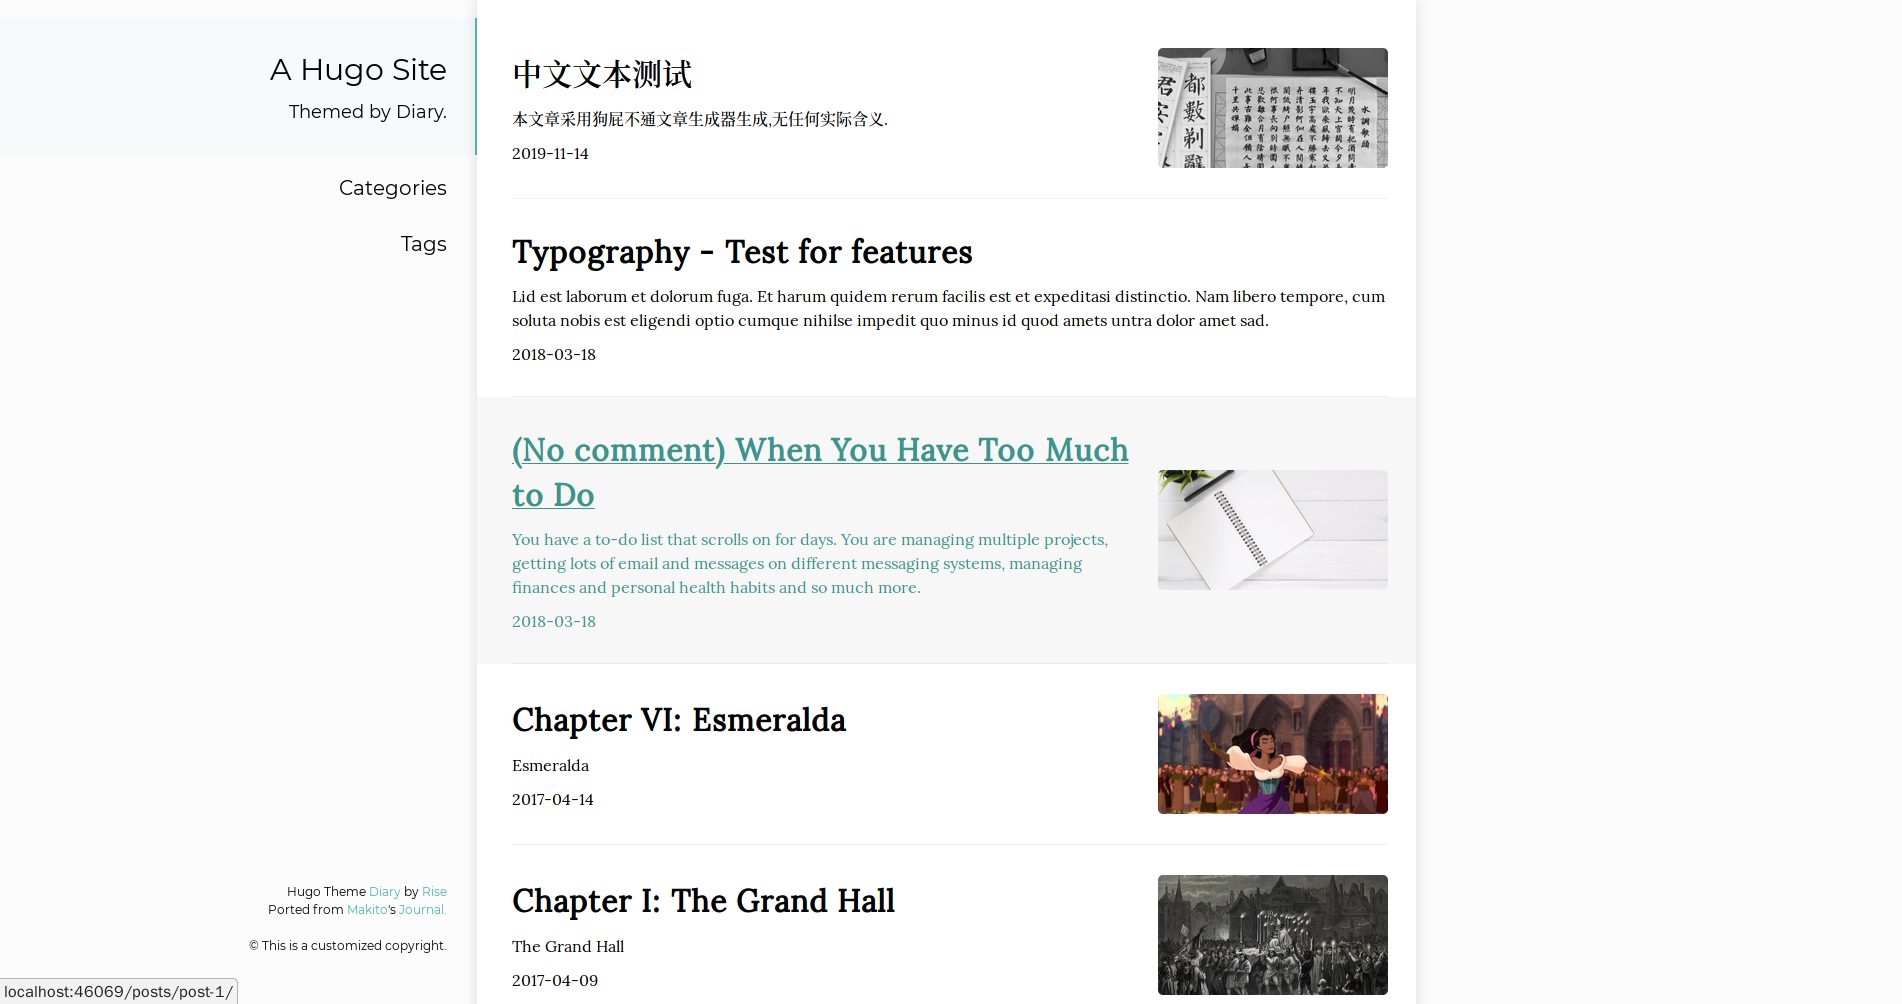 A Hugo Site
Themed by Diary.
Categories
Tags
中文文本测试
本文章采用狗屁不通文章生成器生成,无任何实际含义.
2019-11-14
Typography - Test for features
Lid est laborum et dolorum fuga. Et harum quidem rerum facilis est et expeditasi distinctio. Nam libero tempore, cum
soluta nobis est eligendi optio cumque nihilse impedit quo minus id quod amets untra dolor amet sad.
2018-03-18
(No comment) When You Have Too Much
to Do
You have a to-do list that scrolls on for days. You are managing multiple projects,
getting lots of email and messages on different messaging systems, managing
finances and personal health habits and so much more.
2018-03-18
Chapter VI: Esmeralda
Esmeralda
2017-04-14
Chapter I: The Grand Hall
The Grand Hall
2017-04-09
Hugo Theme Diary by Rise
Ported from Makito's Journal.
© This is a customized copyright.
localhost:46069/posts/post-1/